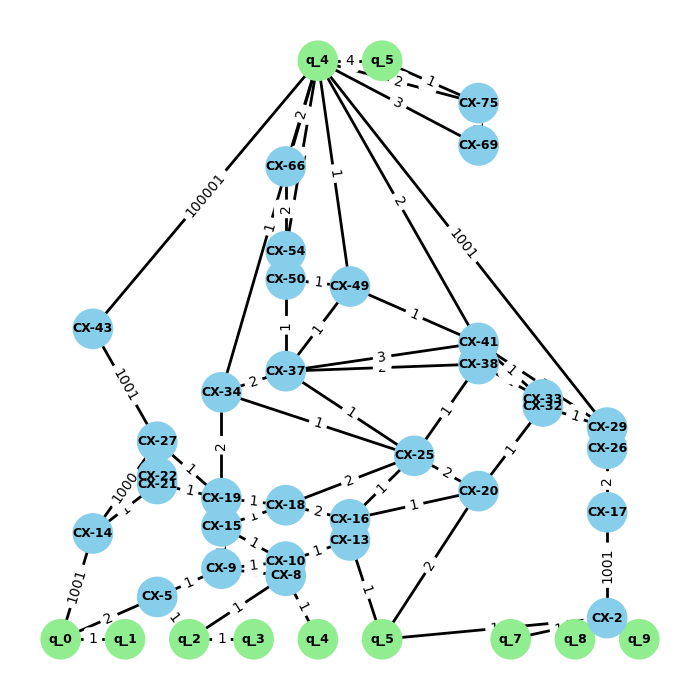 q_4 4 q_5
2 1
CX-75
3
2
CX-69
CX-66
1
100001
2
2
1
1001
CX-54
CX-50 1 CX-49
CX-43
1
1
1
CX-41
3
CX-38
CX-37
2
CX-34
1
1001
1
1
1
CX-33
CX-32
1
CX-29
CX-26
CX-27
2
1
2
CX-25
2
1
CX-22
CX-21
1000
1
1
CX-19 1 CX-18
2
1
CX-20
2
CX-17
CX-14
CX-15
1
CX-16
1
CX-13
1
1
1001
CX-10
CX-9 1
CX-8
1001
2
1
1
CX-5
2
1
1
1
CX-2
q_0 1 q_1
q_2 1 q_3
q_4
q_5
q_7
q_8
q_9